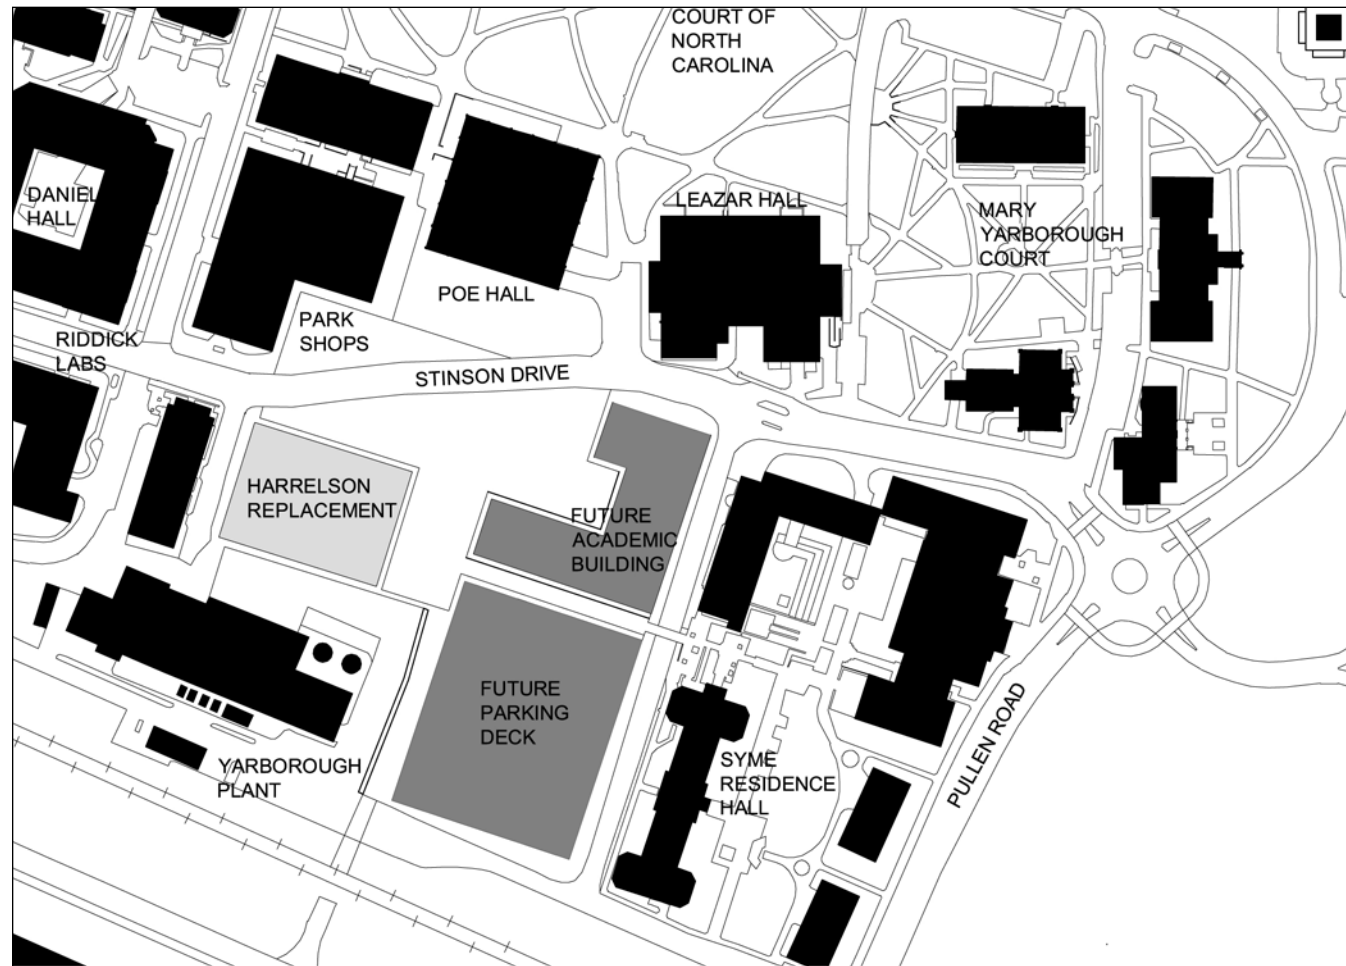 COURT OF
NORTH
CAROLINA
DANIEL
HALL
LEAZAR HALL
MARY
YARBOROUGH
COURT
POE HALL
PARK
SHOPS
RIDDICK
LABS
STINSON DRIVE
HARRELSON
REPLACEMENT
FUTURE
ACADEMIC
BUILDING
FUTURE
PARKING
DECK
SYME
RESIDENCE
HALL
PULLEN ROAD
YARBOROUGH
PLANT